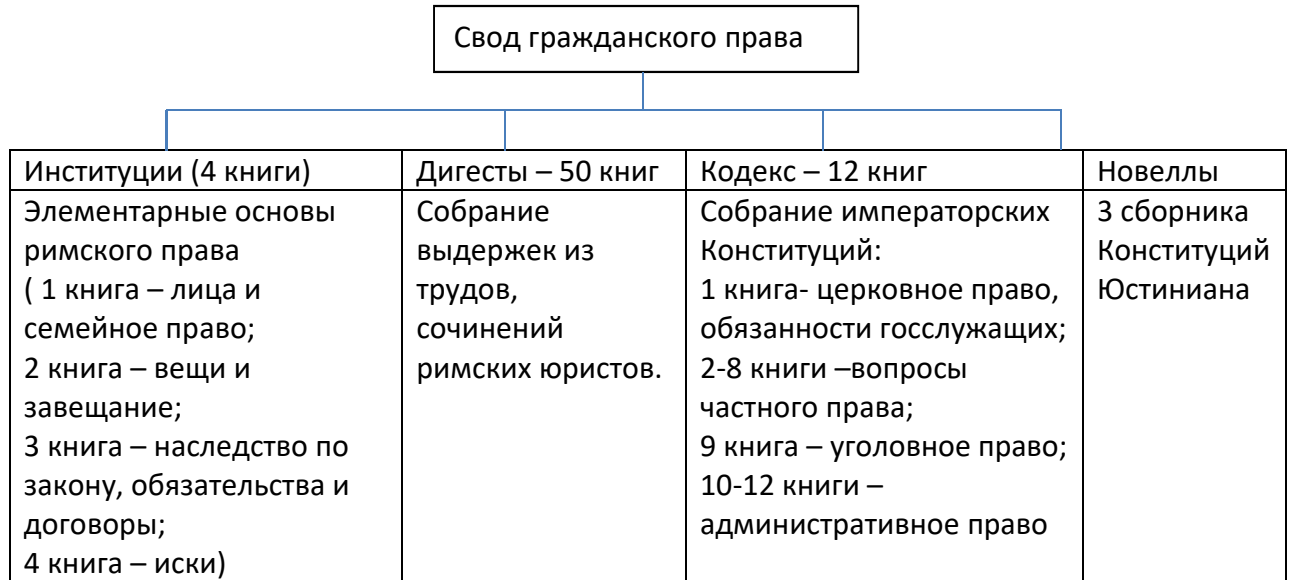 Свод гражданского права
Институции (4 книги)
Дигесты – 50 книг
Кодекс – 12 книг
Новеллы
Элементарные основы
римского права
( 1 книга – лица и
семейное право;
2 книга – вещи и
завещание;
3 книга – наследство по
закону, обязательства и
договоры;
4 книга – иски)
Собрание
выдержек из
трудов,
сочинений
римских юристов.
Собрание императорских
Конституций:
1 книга- церковное право,
обязанности госслужащих;
2-8 книги –вопросы
частного права;
9 книга – уголовное право;
10-12 книги –
административное право
3 сборника
Конституций
Юстиниана